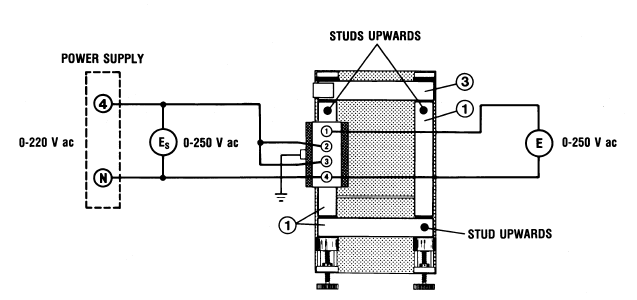 STUDS UPWARDS
POWER SUPPLY
3
4
1
0-220 V ac
ES
0-250 V ac
1
2
3
4
E
0-250 V ac
N
1
STUD UPWARDS